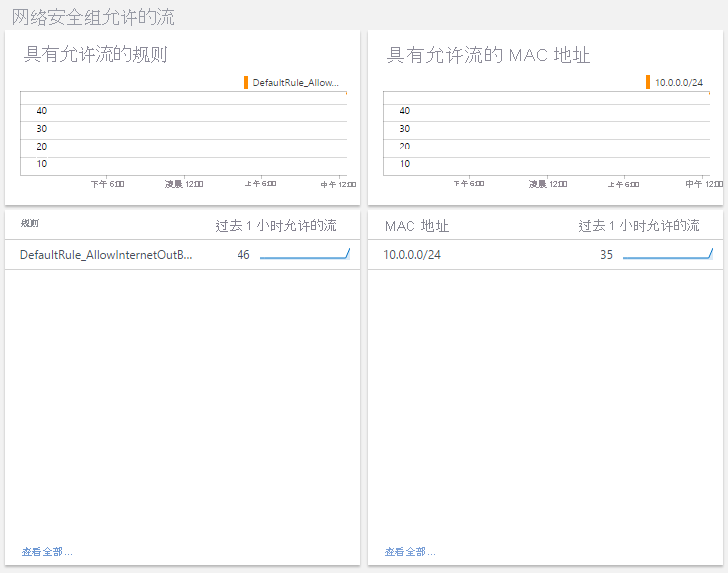 网络安全组允许的流
具有允许流的规则
DefaultRule_Allow...
40
30
20
10
下午 6:00 凌晨 12:00 上午 6:00 中午 12:00
规则 过去 1 小时允许的流
DefaultRule_AllowInternetOutB... 46
查看全部...
具有允许流的 MAC 地址
10.0.0.0/24
40
30
20
10
下午 6:00 凌晨 12:00 上午 6:00 中午 12:00
MAC 地址 过去 1 小时允许的流
10.0.0.0/24 35
查看全部...